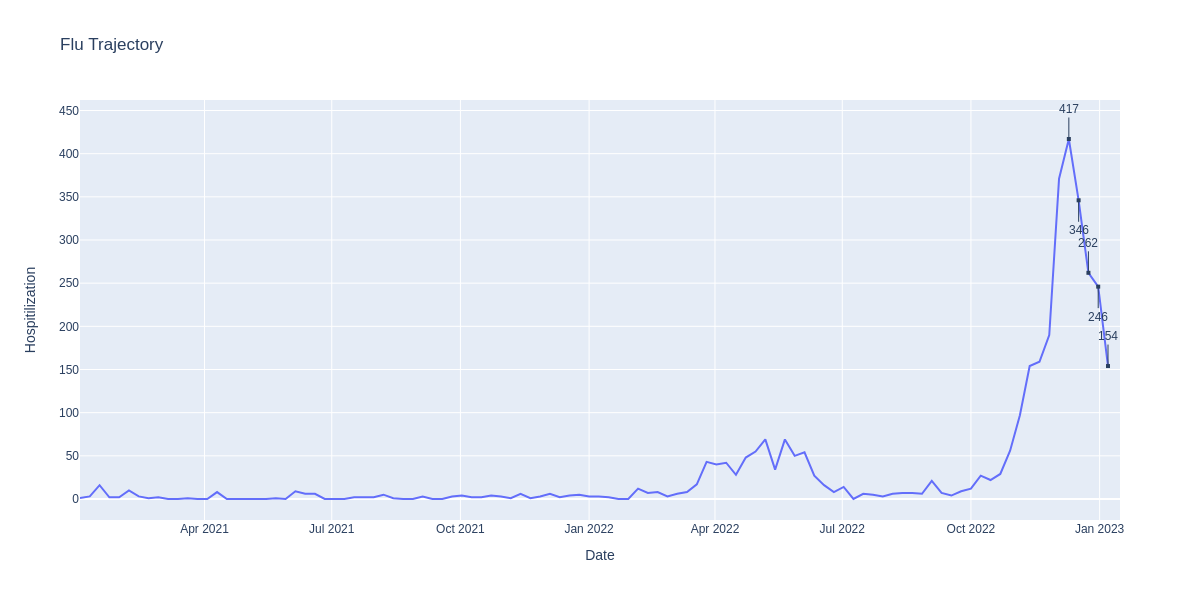 Flu Trajectory
450
400
350
300
250
200
150
100
50
0
417
346
262
246
154
Hospitilization
Apr 2021
Jul 2021
Oct 2021
Jan 2022
Apr 2022
Jul 2022
Oct 2022
Jan 2023
Date